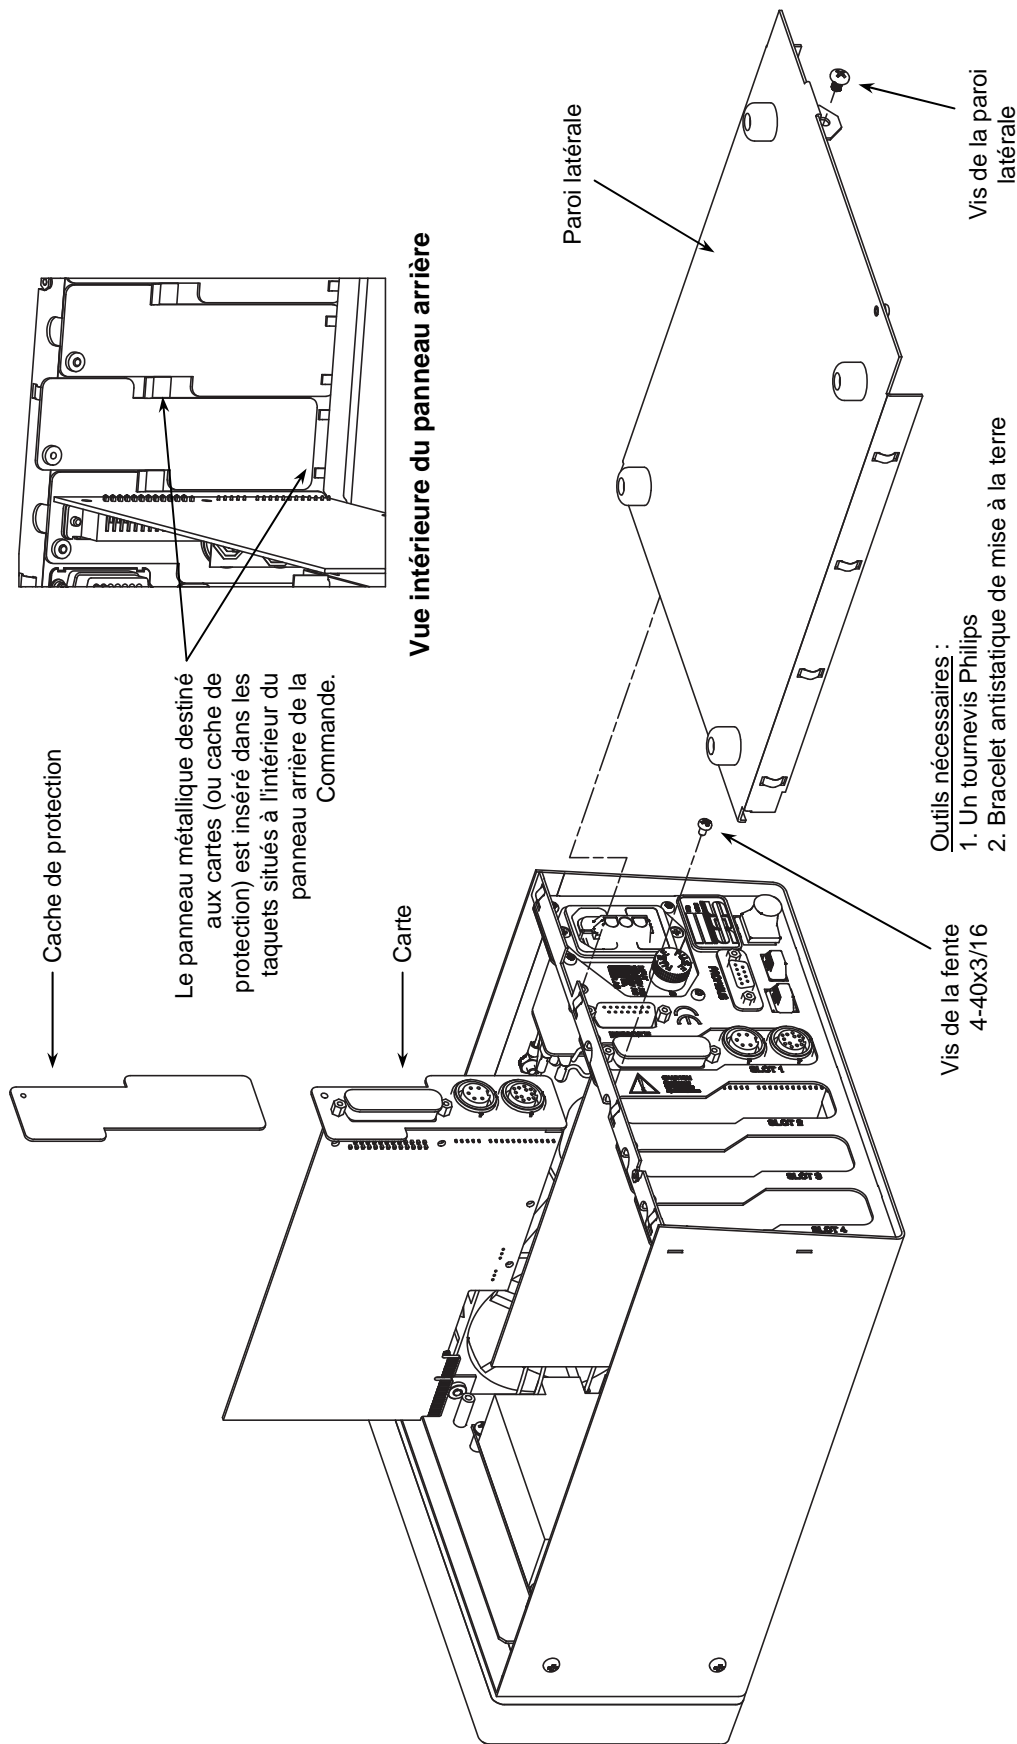 Cache de protection
Le panneau métallique destiné
aux cartes (ou cache de
protection) est inséré dans les
taquets situés à l'intérieur du
panneau arrière de la
Commande.
Vue intérieure du panneau arrière
Carte
Paroi latérale
Vis de la paroi
latérale
Vis de la fente
4-40x3/16
Outils nécessaires :
1. Un tournevis Philips
2. Bracelet antistatique de mise à la terre
SLOT 1
SLOT 2
SLOT 3
SLOT 4
CE